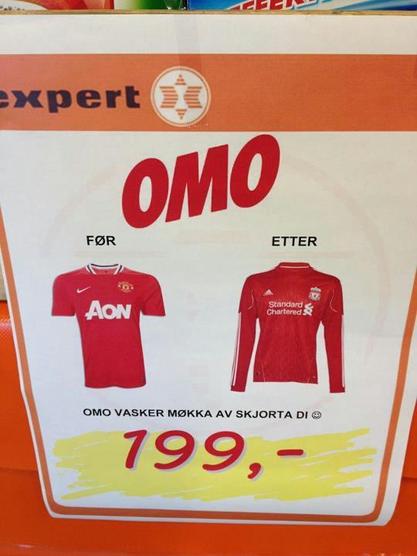 expert
OMO
FØR ETTER
AON
Standard
Chartered
OMO VASKER MØKKA AV SKJORTA DI ☺
199,-